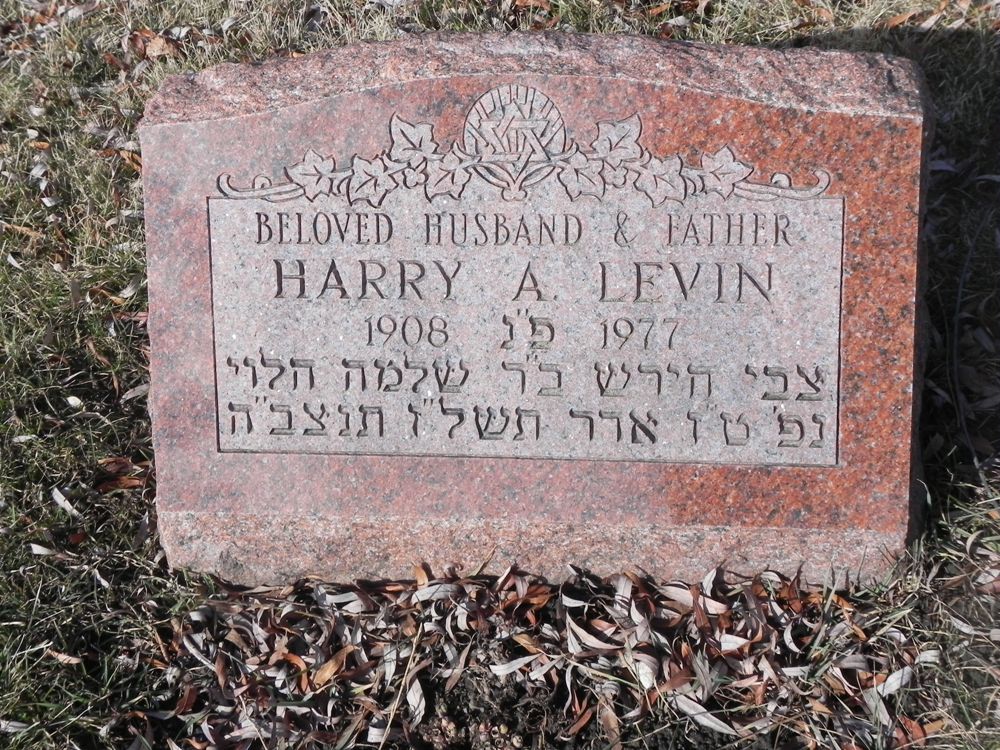 BELOVED HUSBAND & FATHER
HARRY A. LEVIN
1908 פ"נ 1977
צבי הירש ב"ר שלמה הלוי
נפ' ט"ז אדר תשל"ז תנצב"ה